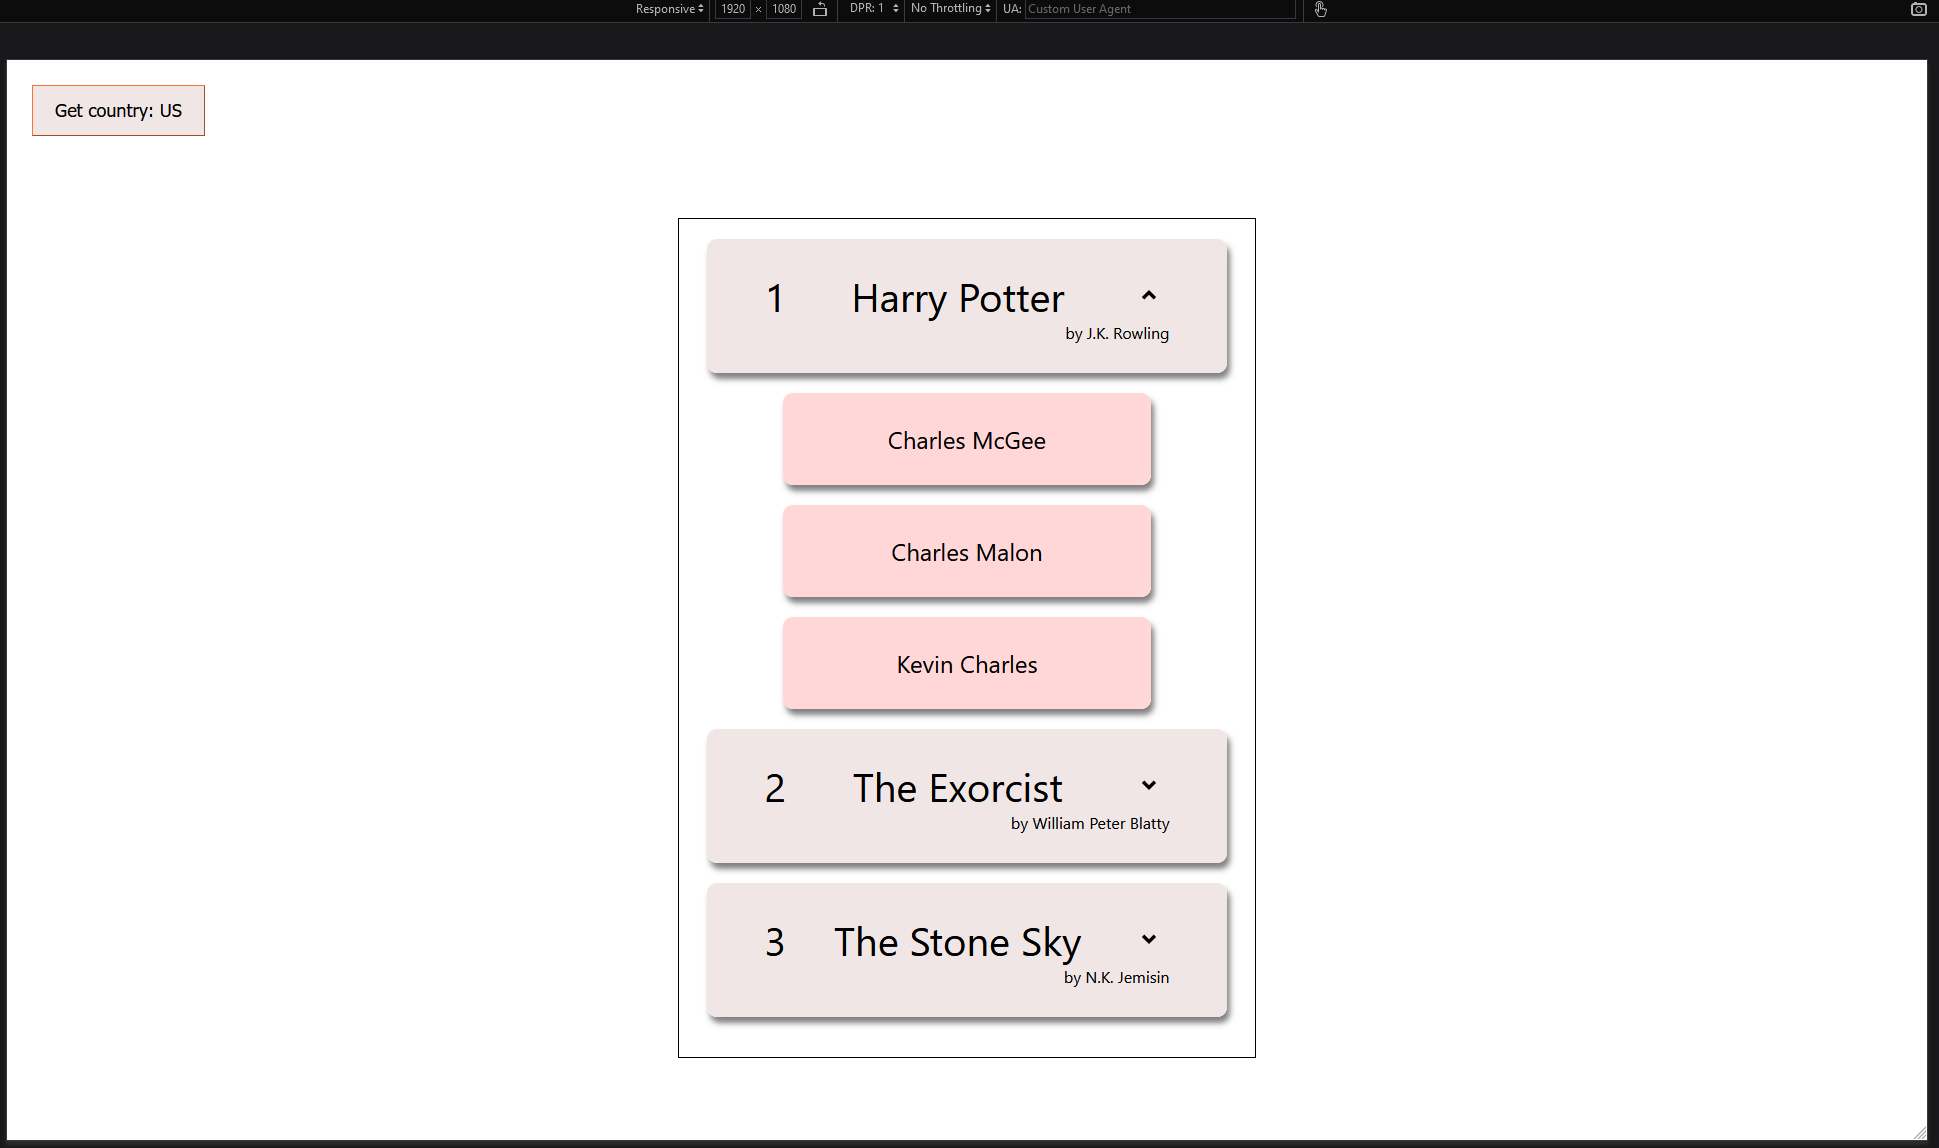 Responsive 1920 × 1080 DPR: 1 No Throttling UA: Custom User Agent
Get country: US
1 Harry Potter
by J.K. Rowling
Charles McGee
Charles Malon
Kevin Charles
2 The Exorcist
by William Peter Blatty
3 The Stone Sky
by N.K. Jemisin